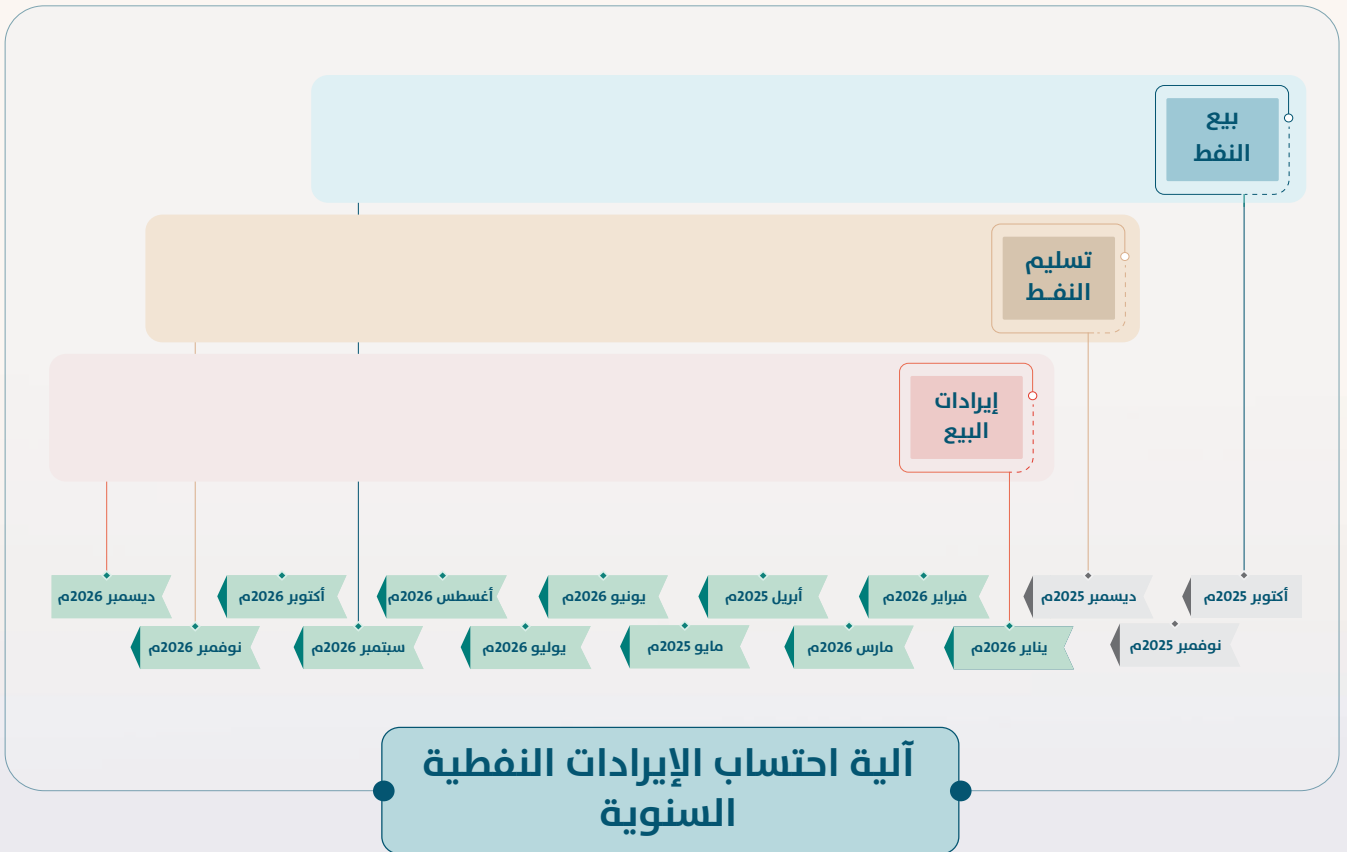 بيع
النفط
تسليم
النفـط
إيرادات
البيع
أكتوبر 2025م
نوفمبر 2025م
ديسمبر 2025م
يناير 2026م
فبراير 2026م
مارس 2026م
أبريل 2025م
مايو 2025م
يونيو 2026م
يوليو 2026م
أغسطس 2026م
سبتمبر 2026م
أكتوبر 2026م
نوفمبر 2026م
ديسمبر 2026م
آلية احتساب الإيرادات النفطية
السنوية